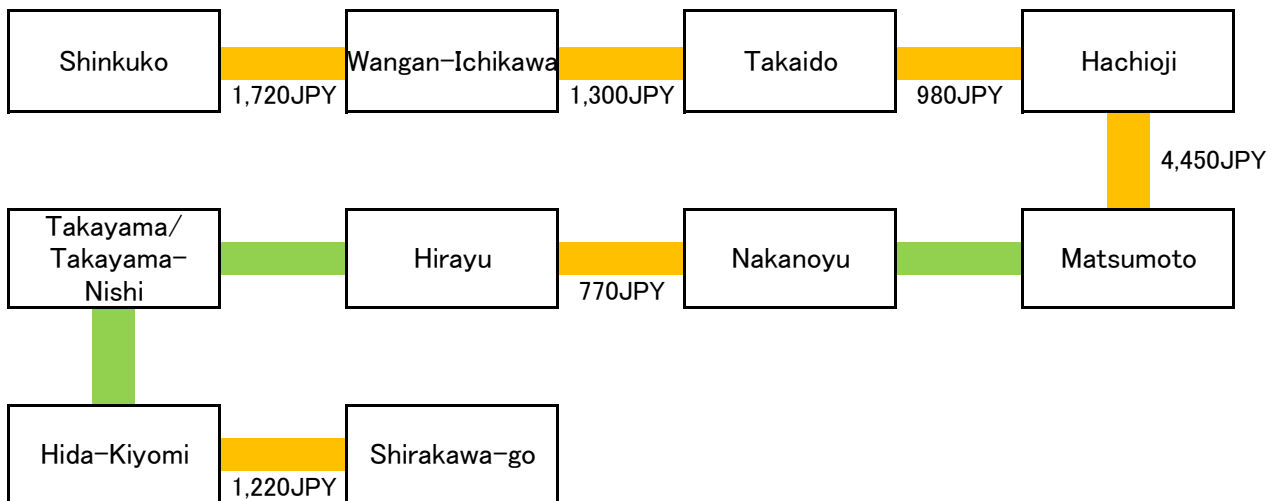 Shinkuko
Wangan-Ichikawa
Takaido
Hachioji
1,720JPY
1,300JPY
980JPY
4,450JPY
Takayama/
Takayama-
Nishi
Hirayu
Nakanoyu
Matsumoto
770JPY
Hida-Kiyomi
Shirakawa-go
1,220JPY